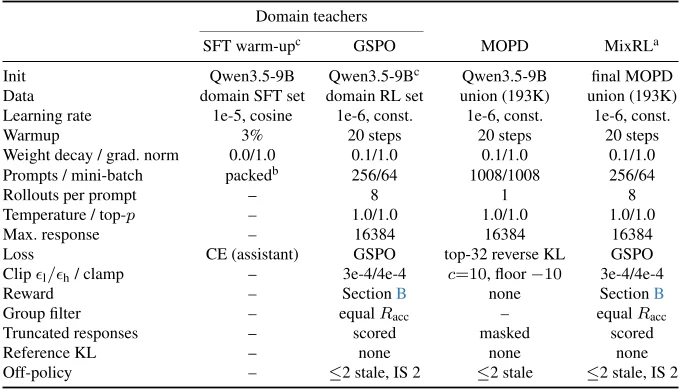 Domain teachers
SFT warm-upᶜ GSPO MOPD MixRLᵃ
Init Qwen3.5-9B Qwen3.5-9Bᶜ Qwen3.5-9B final MOPD
Data domain SFT set domain RL set union (193K) union (193K)
Learning rate 1e-5, cosine 1e-6, const. 1e-6, const. 1e-6, const.
Warmup 3% 20 steps 20 steps 20 steps
Weight decay / grad. norm 0.0/1.0 0.1/1.0 0.1/1.0 0.1/1.0
Prompts / mini-batch packedᵇ 256/64 1008/1008 256/64
Rollouts per prompt – 8 1 8
Temperature / top-p – 1.0/1.0 1.0/1.0 1.0/1.0
Max. response – 16384 16384 16384
Loss CE (assistant) GSPO top-32 reverse KL GSPO
Clip ϵₗ/ϵₕ / clamp – 3e-4/4e-4 c=10, floor −10 3e-4/4e-4
Reward – Section B none Section B
Group filter – equal R_acc – equal R_acc
Truncated responses – scored masked scored
Reference KL – none none none
Off-policy – ≤2 stale, IS 2 ≤2 stale ≤2 stale, IS 2